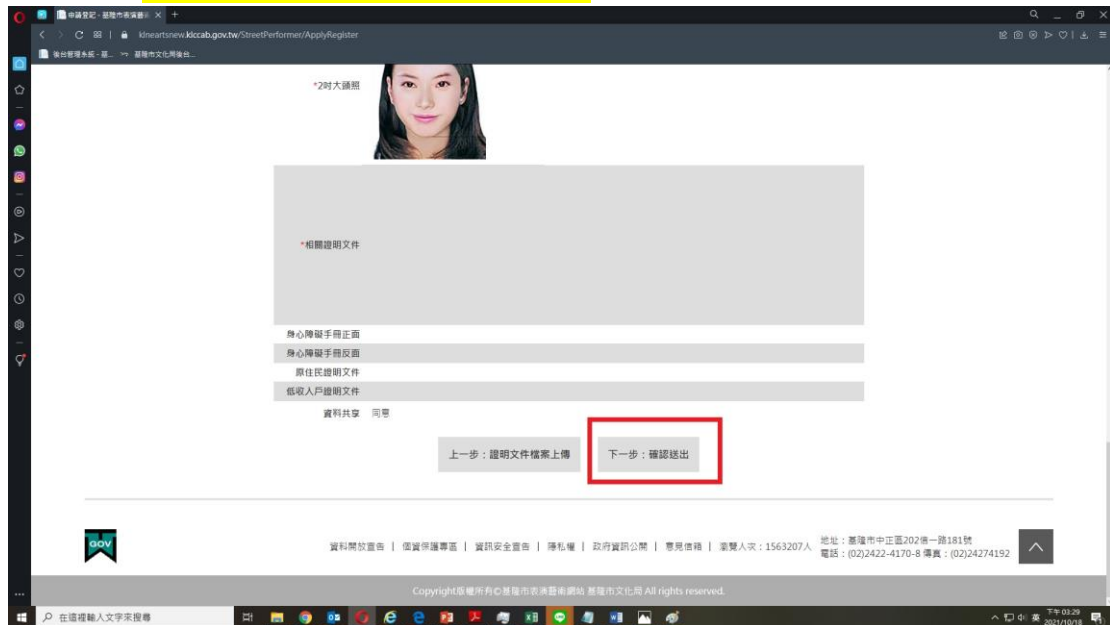 申請登記 - 基隆市表演藝術
klneartsnew.klccab.gov.tw/StreetPerformer/ApplyRegister
後台管理系統 - 基...
基隆市文化局後台...
*2吋大頭照
*相關證明文件
身心障礙手冊正面
身心障礙手冊反面
原住民證明文件
低收入戶證明文件
資料共享 同意
上一步：證明文件檔案上傳
下一步：確認送出
GOV
資料開放宣告 | 個資保護專區 | 資訊安全宣告 | 隱私權 | 政府資訊公開 | 意見信箱 | 瀏覽人次：1563207人
地址：基隆市中正區202信一路181號
電話：(02)2422-4170-8 傳真：(02)24274192
Copyright版權所有©基隆市表演藝術網站 基隆市文化局 All rights reserved.
在這裡輸入文字來搜尋
英
下午 03:29
2021/10/18